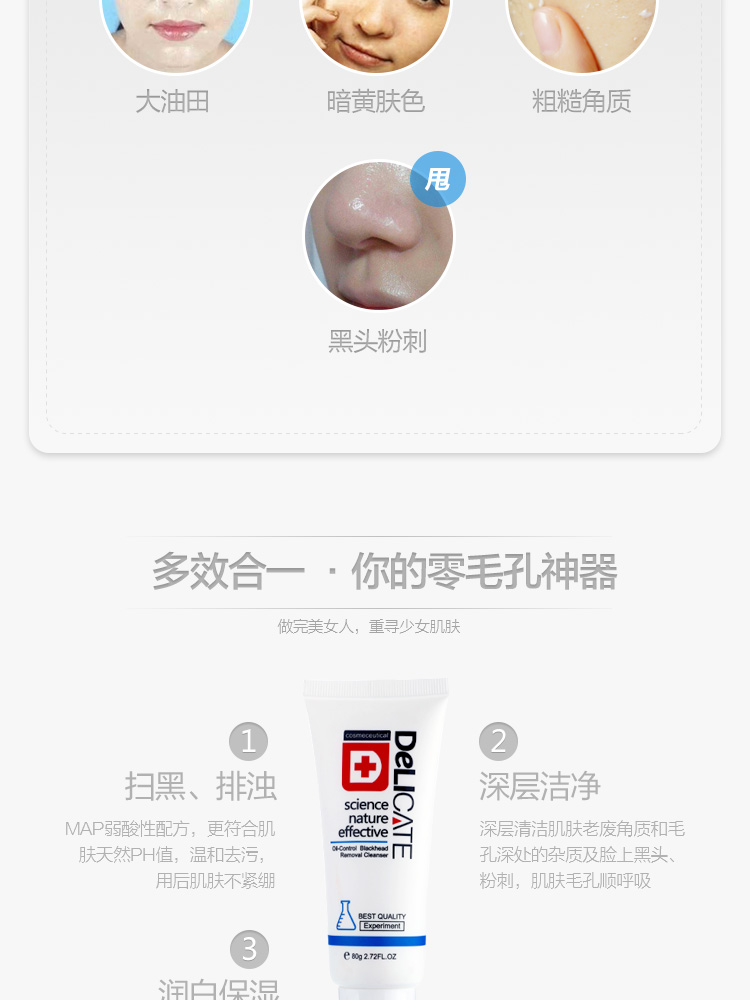 大油田
暗黄肤色
粗糙角质
甩
黑头粉刺
多效合一 · 你的零毛孔神器
做完美女人，重寻少女肌肤
1
扫黑、排浊
MAP弱酸性配方，更符合肌
肤天然PH值，温和去污，
用后肌肤不紧绷
2
深层洁净
深层清洁肌肤老废角质和毛
孔深处的杂质及脸上黑头、
粉刺，肌肤毛孔顺呼吸
cosmeceutical
DeLICATE
science
nature
effective
Oil-Control Blackhead
Removal Cleanser
BEST QUALITY
Experiment
e 80g 2.72FL.OZ
3
润白保湿